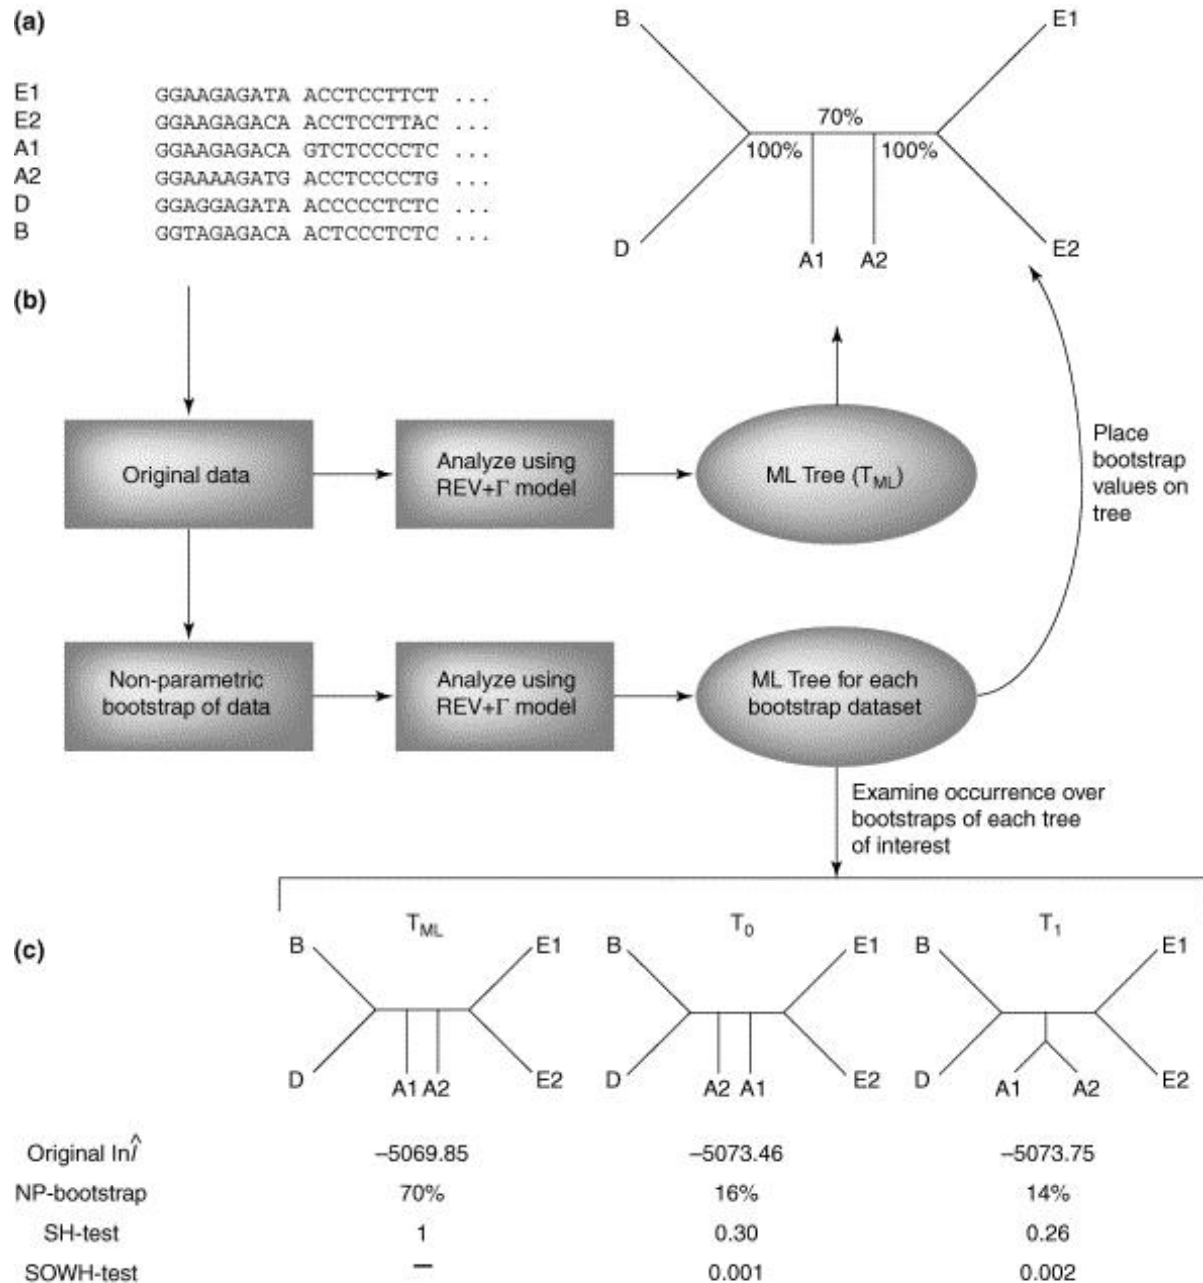 (a)
E1 GGAAGAGATA ACCTCCTTCT ...
E2 GGAAGAGACA ACCTCCTTAC ...
A1 GGAAGAGACA GTCTCCCCTC ...
A2 GGAAAAGATG ACCTCCCCTG ...
D GGAGGAGATA ACCCCCTCTC ...
B GGTAGAGACA ACTCCCTCTC ...
B E1
70%
100% 100%
D A1 A2 E2
(b)
Original data
Analyze using
REV+Γ model
ML Tree (TML)
Place
bootstrap
values on
tree
Non-parametric
bootstrap of data
Analyze using
REV+Γ model
ML Tree for each
bootstrap dataset
Examine occurrence over
bootstraps of each tree
of interest
(c)
TML T0 T1
B E1 B E1 B E1
D A1 A2 E2 D A2 A1 E2 D A1 A2 E2
Original ln l̂ –5069.85 –5073.46 –5073.75
NP-bootstrap 70% 16% 14%
SH-test 1 0.30 0.26
SOWH-test – 0.001 0.002